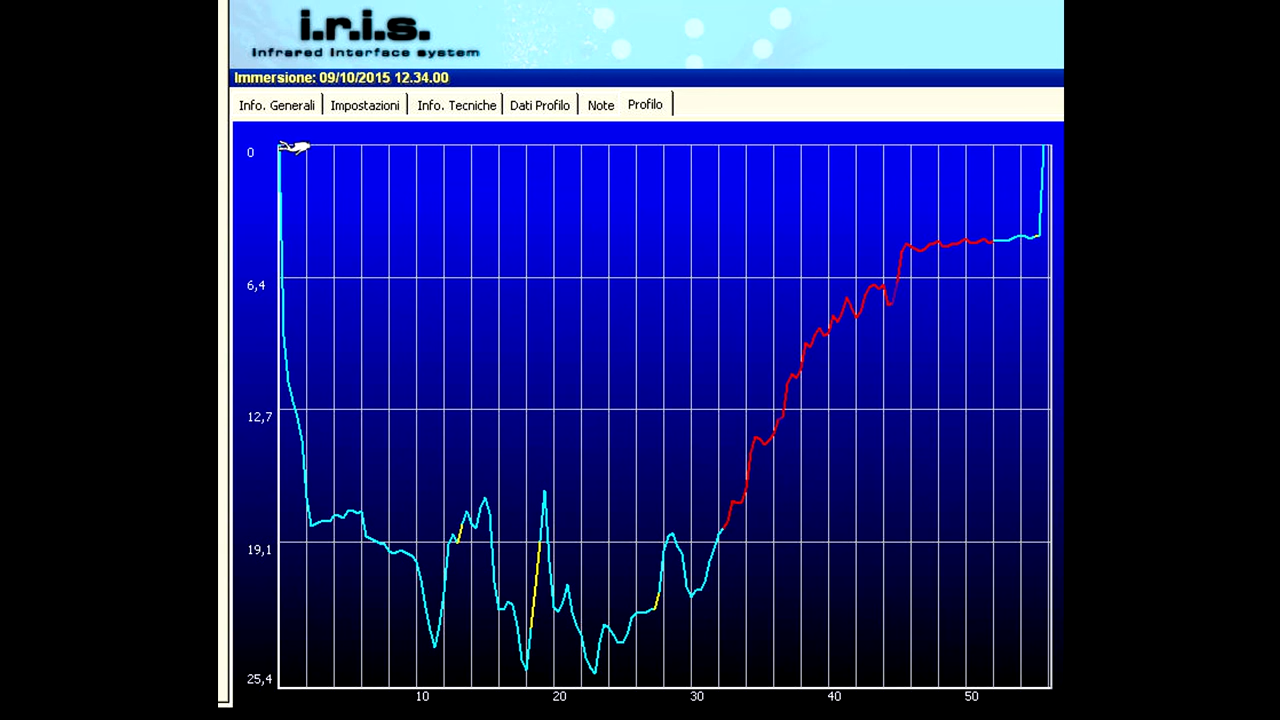 i.r.i.s.
Infrared Interface system
Immersione: 09/10/2015 12.34.00
Info. Generali Impostazioni Info. Tecniche Dati Profilo Note Profilo
0
6,4
12,7
19,1
25,4
10 20 30 40 50